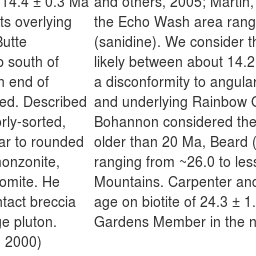 14.4 ± 0.3 Ma
ts overlying
Butte
o south of
n end of
ed. Described
orly-sorted,
ar to rounded
nonzonite,
omite. He
ntact breccia
ge pluton.
2000)
and others, 2005; Martin,
the Echo Wash area rang
(sanidine). We consider th
likely between about 14.2
a disconformity to angular
and underlying Rainbow G
Bohannon considered the
older than 20 Ma, Beard (
ranging from ~26.0 to less
Mountains. Carpenter and
age on biotite of 24.3 ± 1.
Gardens Member in the n